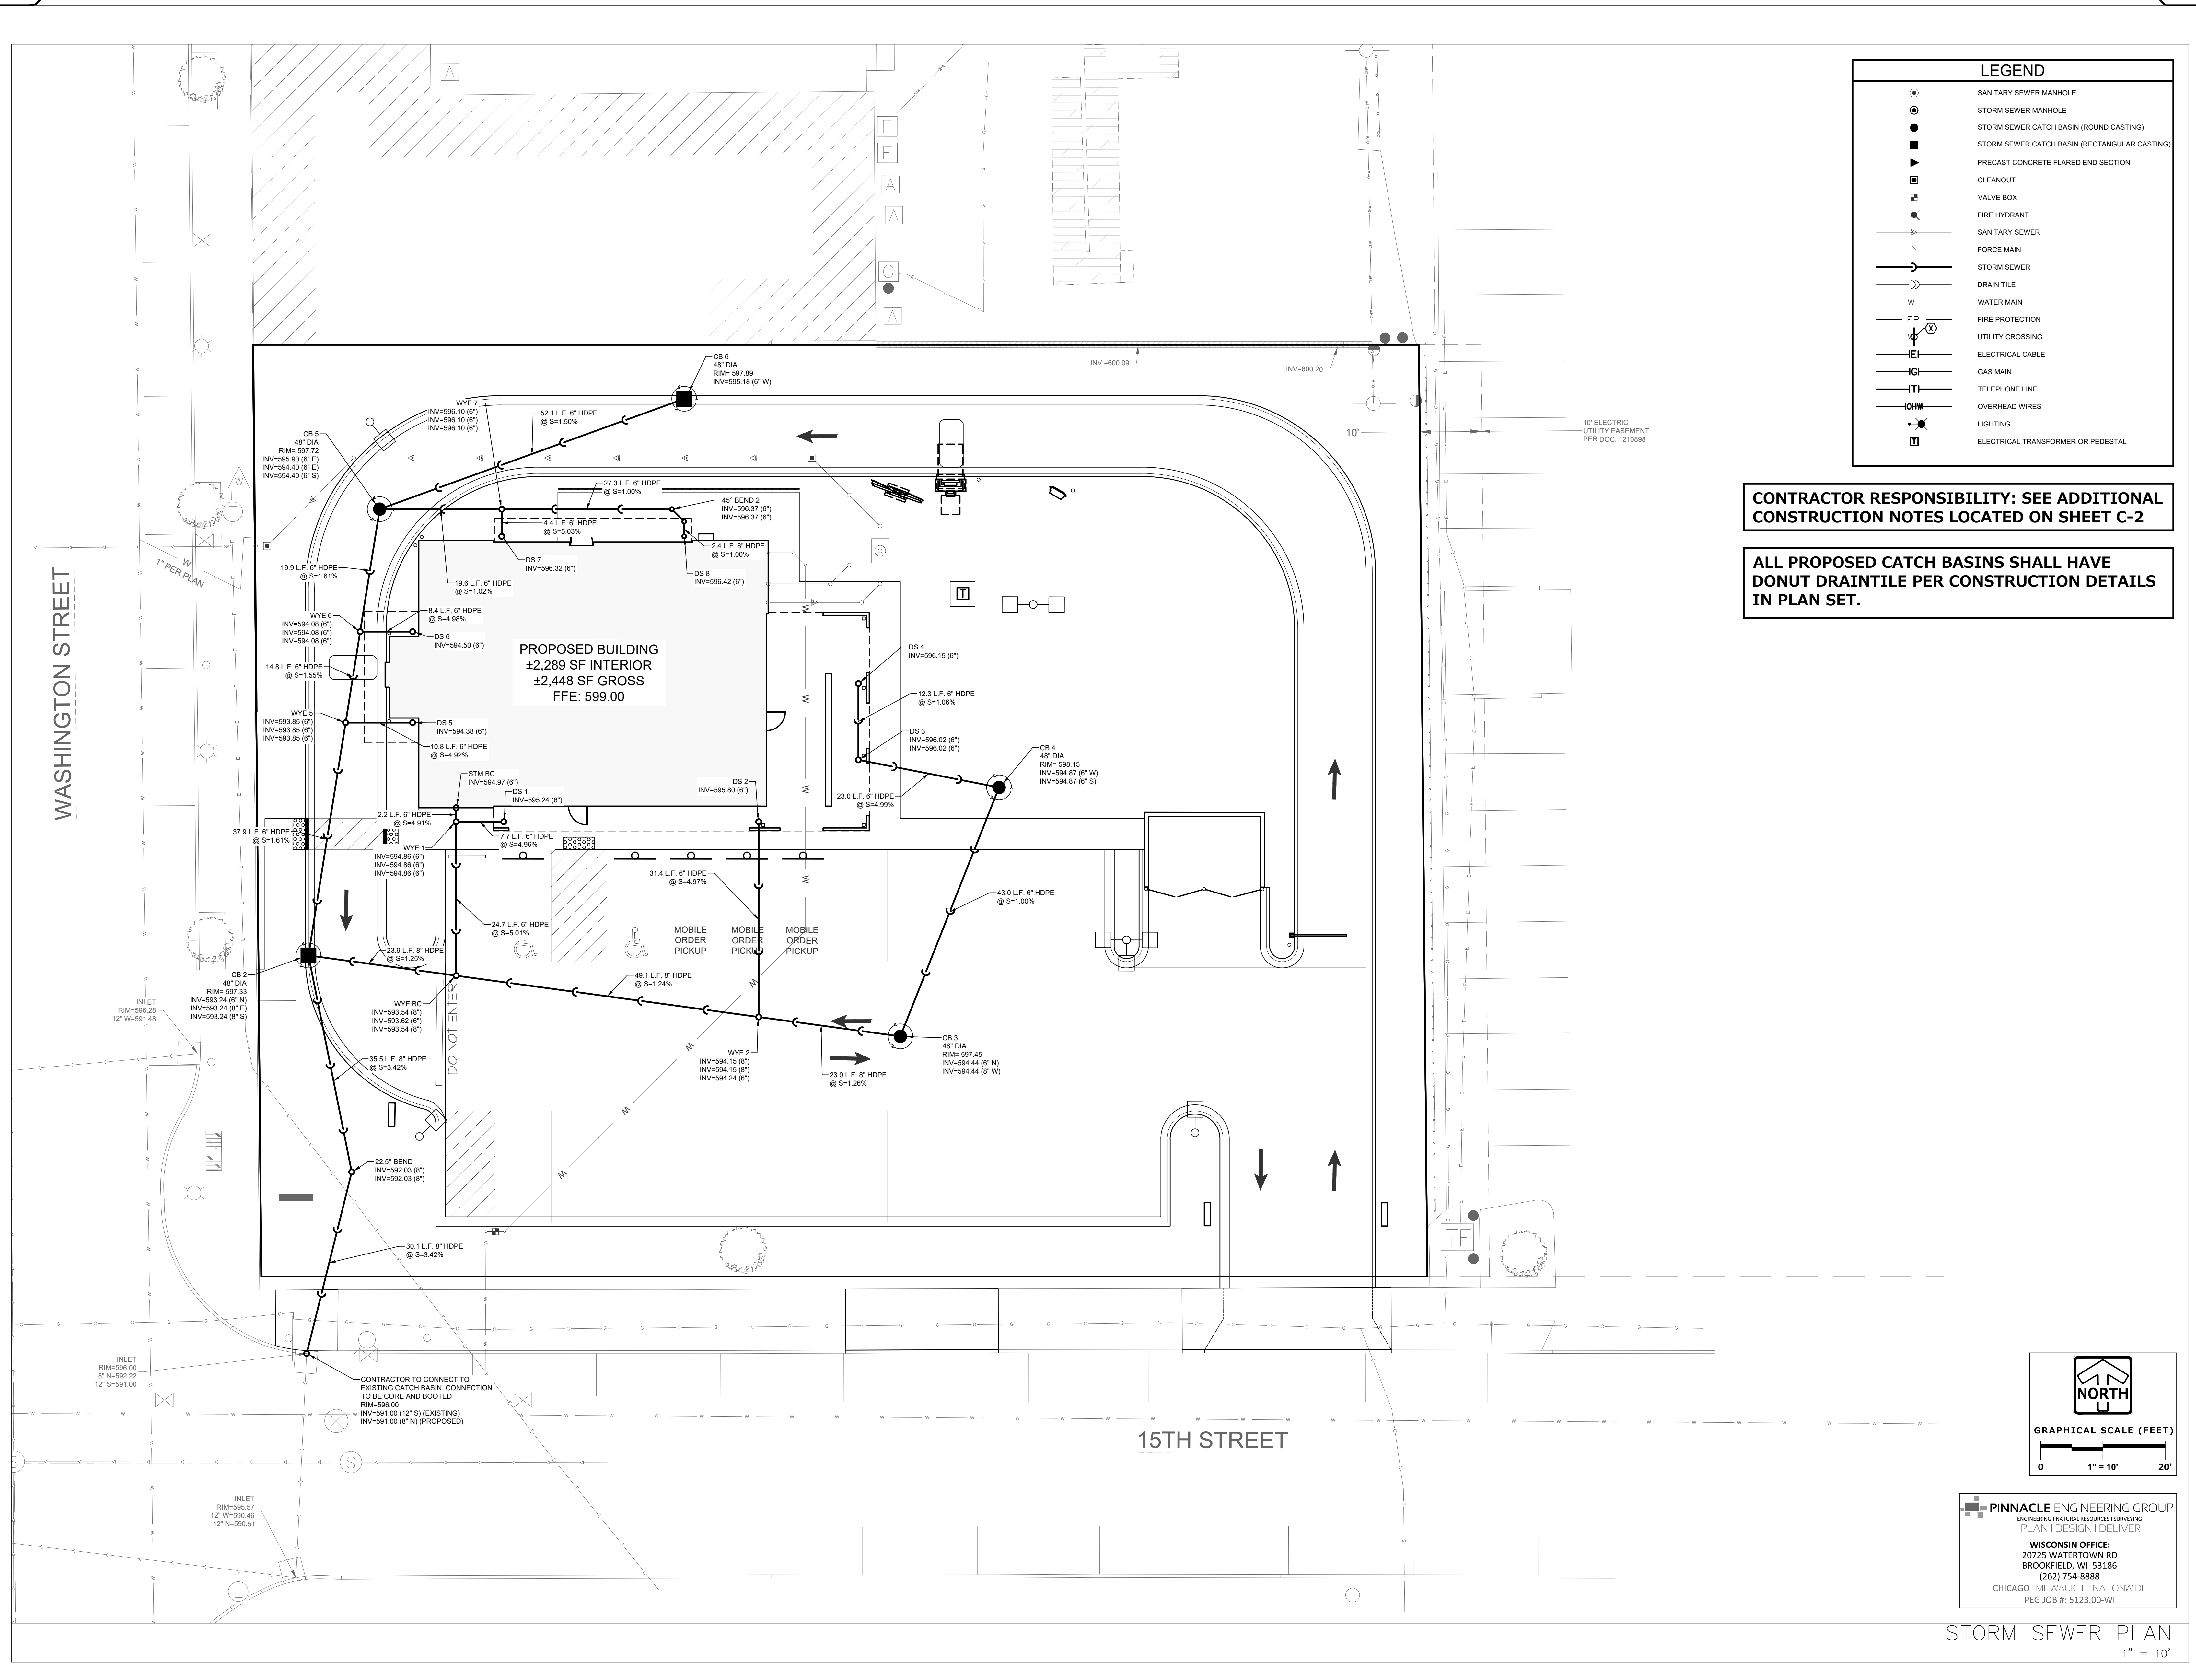 LEGEND
SANITARY SEWER MANHOLE
STORM SEWER MANHOLE
STORM SEWER CATCH BASIN (ROUND CASTING)
STORM SEWER CATCH BASIN (RECTANGULAR CASTING)
PRECAST CONCRETE FLARED END SECTION
CLEANOUT
VALVE BOX
FIRE HYDRANT
SANITARY SEWER
FORCE MAIN
STORM SEWER
DRAIN TILE
W WATER MAIN
FP FIRE PROTECTION
X UTILITY CROSSING
E ELECTRICAL CABLE
G GAS MAIN
T TELEPHONE LINE
OHW OVERHEAD WIRES
LIGHTING
T ELECTRICAL TRANSFORMER OR PEDESTAL
CONTRACTOR RESPONSIBILITY: SEE ADDITIONAL
CONSTRUCTION NOTES LOCATED ON SHEET C-2
ALL PROPOSED CATCH BASINS SHALL HAVE
DONUT DRAINTILE PER CONSTRUCTION DETAILS
IN PLAN SET.
A
E
E
A
A
G
A
INV.=600.09
INV=600.20
10'
10' ELECTRIC
UTILITY EASEMENT
PER DOC. 1210898
CB 6
48" DIA
RIM= 597.89
INV=595.18 (6" W)
WYE 7
INV=596.10 (6")
INV=596.10 (6")
INV=596.10 (6")
52.1 L.F. 6" HDPE
@ S=1.50%
CB 5
48" DIA
RIM= 597.72
INV=595.90 (6" E)
INV=594.40 (6" E)
INV=594.40 (6" S)
27.3 L.F. 6" HDPE
@ S=1.00%
45° BEND 2
INV=596.37 (6")
INV=596.37 (6")
4.4 L.F. 6" HDPE
@ S=5.03%
2.4 L.F. 6" HDPE
@ S=1.00%
DS 7
INV=596.32 (6")
DS 8
INV=596.42 (6")
W
E
W
1" PER PLAN
19.9 L.F. 6" HDPE
@ S=1.61%
19.6 L.F. 6" HDPE
@ S=1.02%
8.4 L.F. 6" HDPE
@ S=4.98%
WYE 6
INV=594.08 (6")
INV=594.08 (6")
INV=594.08 (6")
DS 6
INV=594.50 (6")
14.8 L.F. 6" HDPE
@ S=1.55%
PROPOSED BUILDING
±2,289 SF INTERIOR
±2,448 SF GROSS
FFE: 599.00
T
DS 4
INV=596.15 (6")
12.3 L.F. 6" HDPE
@ S=1.06%
WYE 5
INV=593.85 (6")
INV=593.85 (6")
INV=593.85 (6")
DS 5
INV=594.38 (6")
10.8 L.F. 6" HDPE
@ S=4.92%
DS 3
INV=596.02 (6")
INV=596.02 (6")
CB 4
48" DIA
RIM= 598.15
INV=594.87 (6" W)
INV=594.87 (6" S)
STM BC
INV=594.97 (6")
DS 1
INV=595.24 (6")
DS 2
INV=595.80 (6")
23.0 L.F. 6" HDPE
@ S=4.99%
2.2 L.F. 6" HDPE
@ S=4.91%
7.7 L.F. 6" HDPE
@ S=4.96%
37.9 L.F. 6" HDPE
@ S=1.61%
WYE 1
INV=594.86 (6")
INV=594.86 (6")
INV=594.86 (6")
31.4 L.F. 6" HDPE
@ S=4.97%
43.0 L.F. 6" HDPE
@ S=1.00%
24.7 L.F. 6" HDPE
@ S=5.01%
MOBILE
ORDER
PICKUP
MOBILE
ORDER
PICKUP
MOBILE
ORDER
PICKUP
23.9 L.F. 8" HDPE
@ S=1.25%
49.1 L.F. 8" HDPE
@ S=1.24%
CB 2
48" DIA
RIM= 597.33
INV=593.24 (6" N)
INV=593.24 (8" E)
INV=593.24 (8" S)
INLET
RIM=596.28
12" W=591.48
WYE BC
INV=593.54 (8")
INV=593.62 (6")
INV=593.54 (8")
DO NOT ENTER
WYE 2
INV=594.15 (8")
INV=594.15 (8")
INV=594.24 (6")
CB 3
48" DIA
RIM= 597.45
INV=594.44 (6" N)
INV=594.44 (8" W)
23.0 L.F. 8" HDPE
@ S=1.26%
35.5 L.F. 8" HDPE
@ S=3.42%
22.5° BEND
INV=592.03 (8")
INV=592.03 (8")
30.1 L.F. 8" HDPE
@ S=3.42%
TF
INLET
RIM=596.00
8" N=592.22
12" S=591.00
CONTRACTOR TO CONNECT TO
EXISTING CATCH BASIN. CONNECTION
TO BE CORE AND BOOTED
RIM=596.00
INV=591.00 (12" S) (EXISTING)
INV=591.00 (8" N) (PROPOSED)
S
S
INLET
RIM=595.57
12" W=590.46
12" N=590.51
E
WASHINGTON STREET
15TH STREET
NORTH
GRAPHICAL SCALE (FEET)
0 1" = 10' 20'
PINNACLE ENGINEERING GROUP
ENGINEERING I NATURAL RESOURCES I SURVEYING
PLAN I DESIGN I DELIVER
WISCONSIN OFFICE:
20725 WATERTOWN RD
BROOKFIELD, WI 53186
(262) 754-8888
CHICAGO I MILWAUKEE : NATIONWIDE
PEG JOB #: 5123.00-WI
STORM SEWER PLAN
1" = 10'